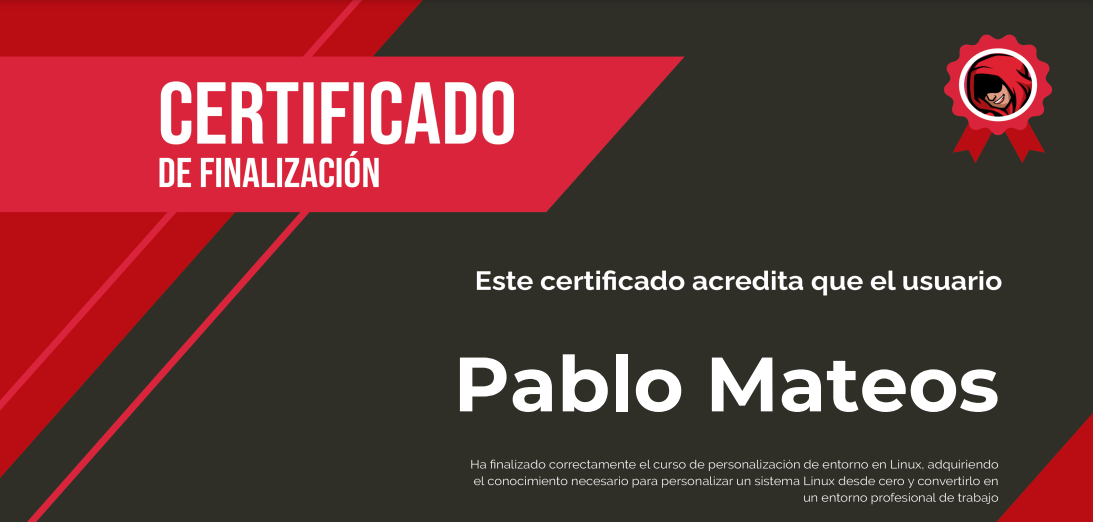 CERTIFICADO
DE FINALIZACIÓN
Este certificado acredita que el usuario
Pablo Mateos
Ha finalizado correctamente el curso de personalización de entorno en Linux, adquiriendo
el conocimiento necesario para personalizar un sistema Linux desde cero y convertirlo en
un entorno profesional de trabajo